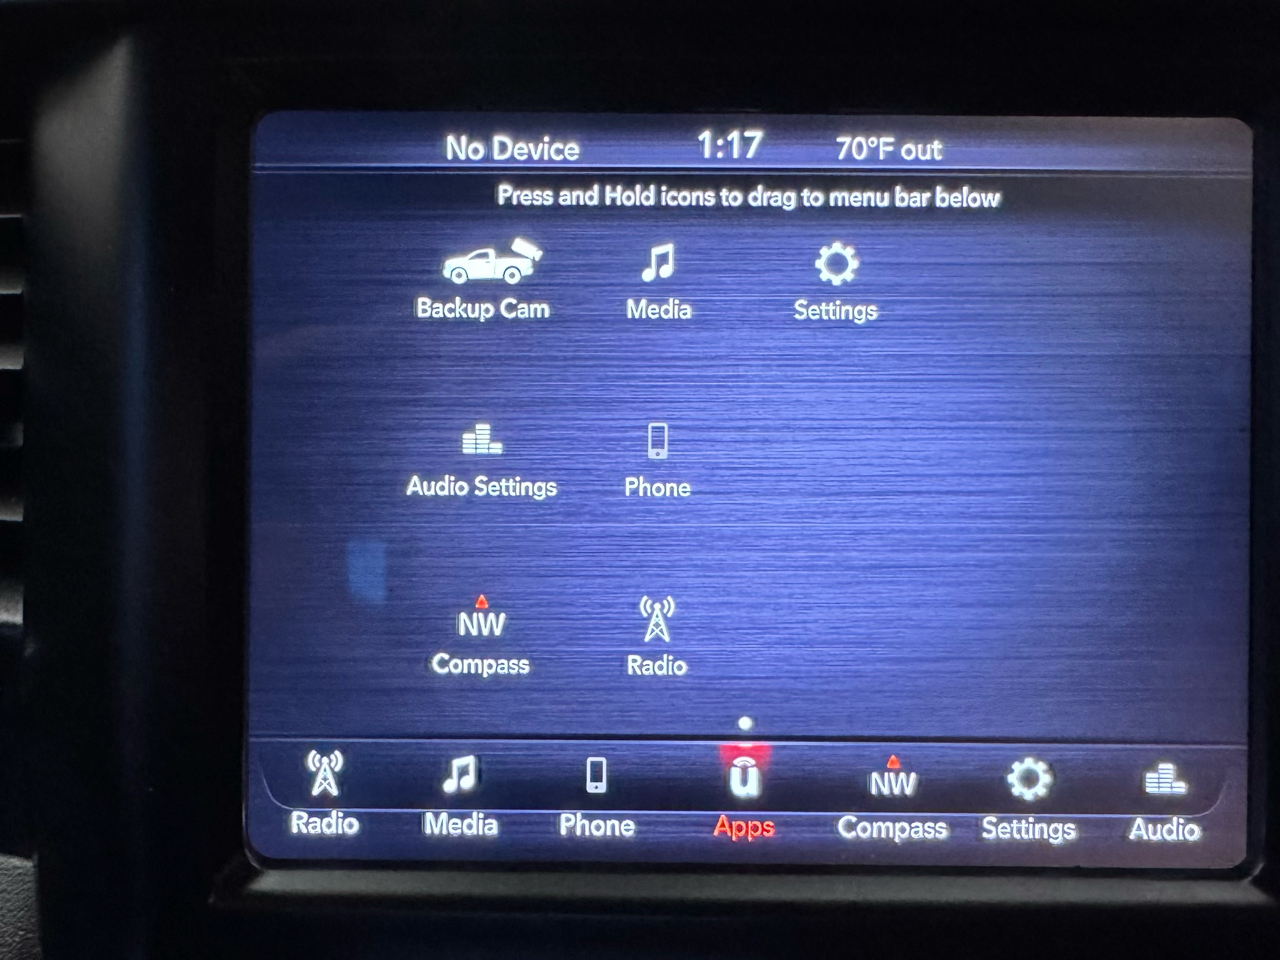 No Device 1:17 70°F out
Press and Hold icons to drag to menu bar below
Backup Cam Media Settings
Audio Settings Phone
NW
Compass Radio
u NW
Radio Media Phone Apps Compass Settings Audio